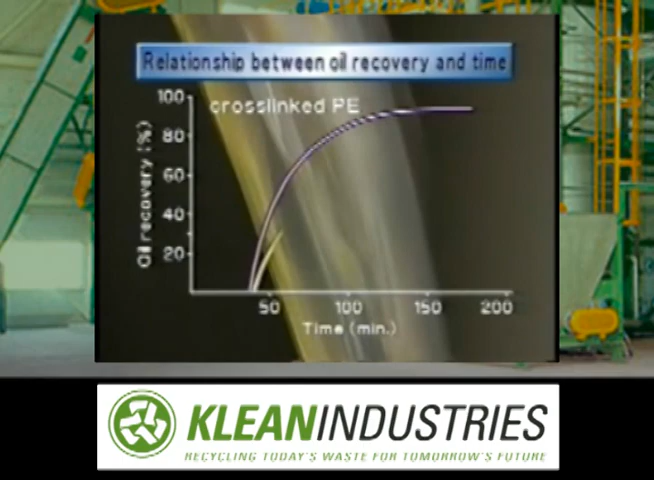 Relationship between oil recovery and time
crosslinked PE
Oil recovery (%)
100
80
60
40
20
50 100 150 200
Time (min.)
KLEANINDUSTRIES
RECYCLING TODAY'S WASTE FOR TOMORROW'S FUTURE